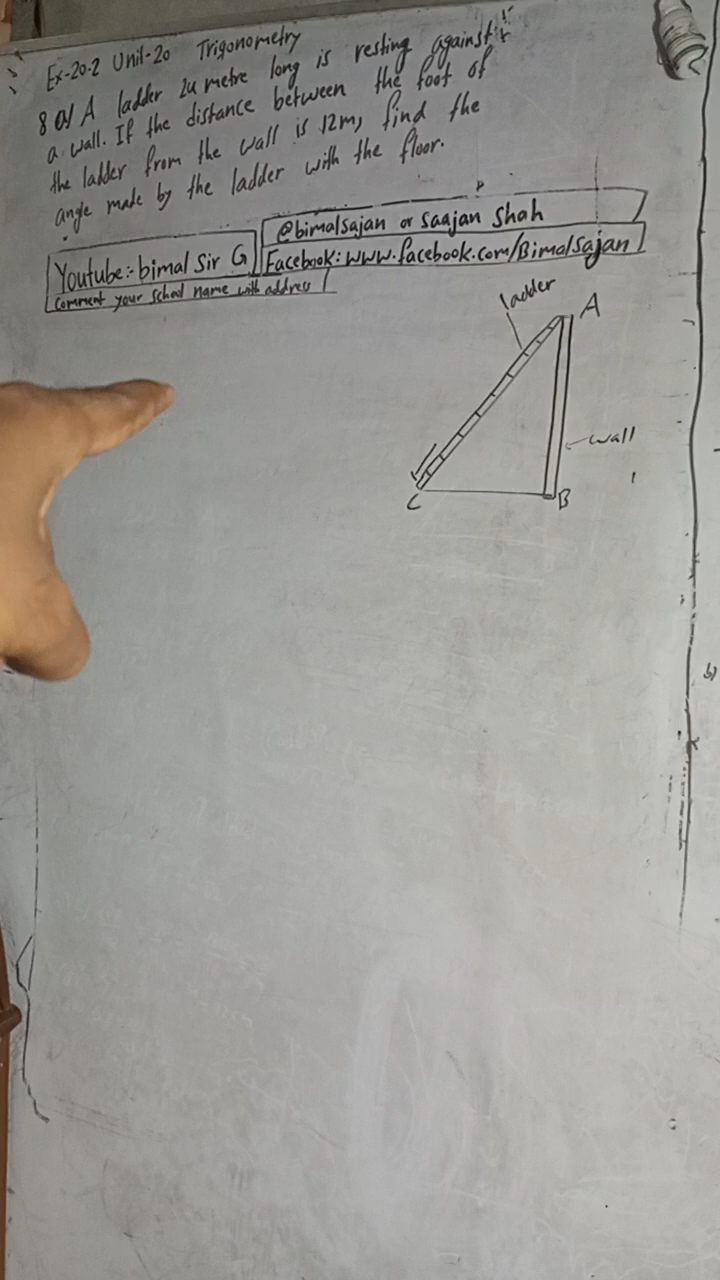 Ex-20.2 Unit-20 Trigonometry
8 a) A ladder 24 metre long is resting against
a wall. If the distance between the foot of
the ladder from the wall is 12m, find the
angle made by the ladder with the floor.
@bimalsajan or Saajan Shah
Youtube:- bimal Sir G
Facebook: www.facebook.com/Bimalsajan
Comment your School name with address
ladder
A
wall
C
B
b)